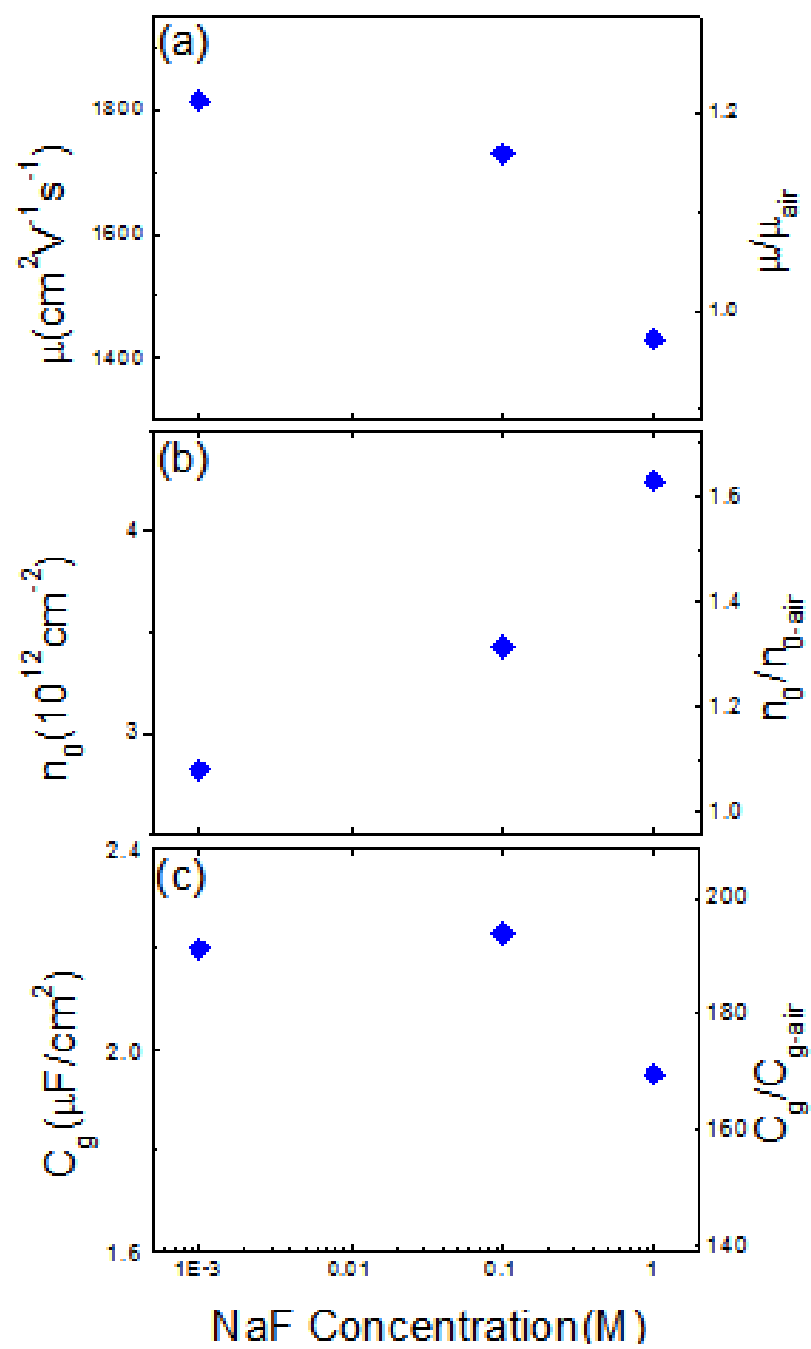 (a)
1800
1600
1400
μ(cm²V⁻¹s⁻¹)
1.2
1.0
μ/μair
(b)
4
3
n₀(10¹²cm⁻²)
1.6
1.4
1.2
1.0
n₀/n₀₋air
(c)
2.4
2.0
1.6
Cg(μF/cm²)
200
180
160
140
Cg/Cg-air
1E-3 0.01 0.1 1
NaF Concentration(M)